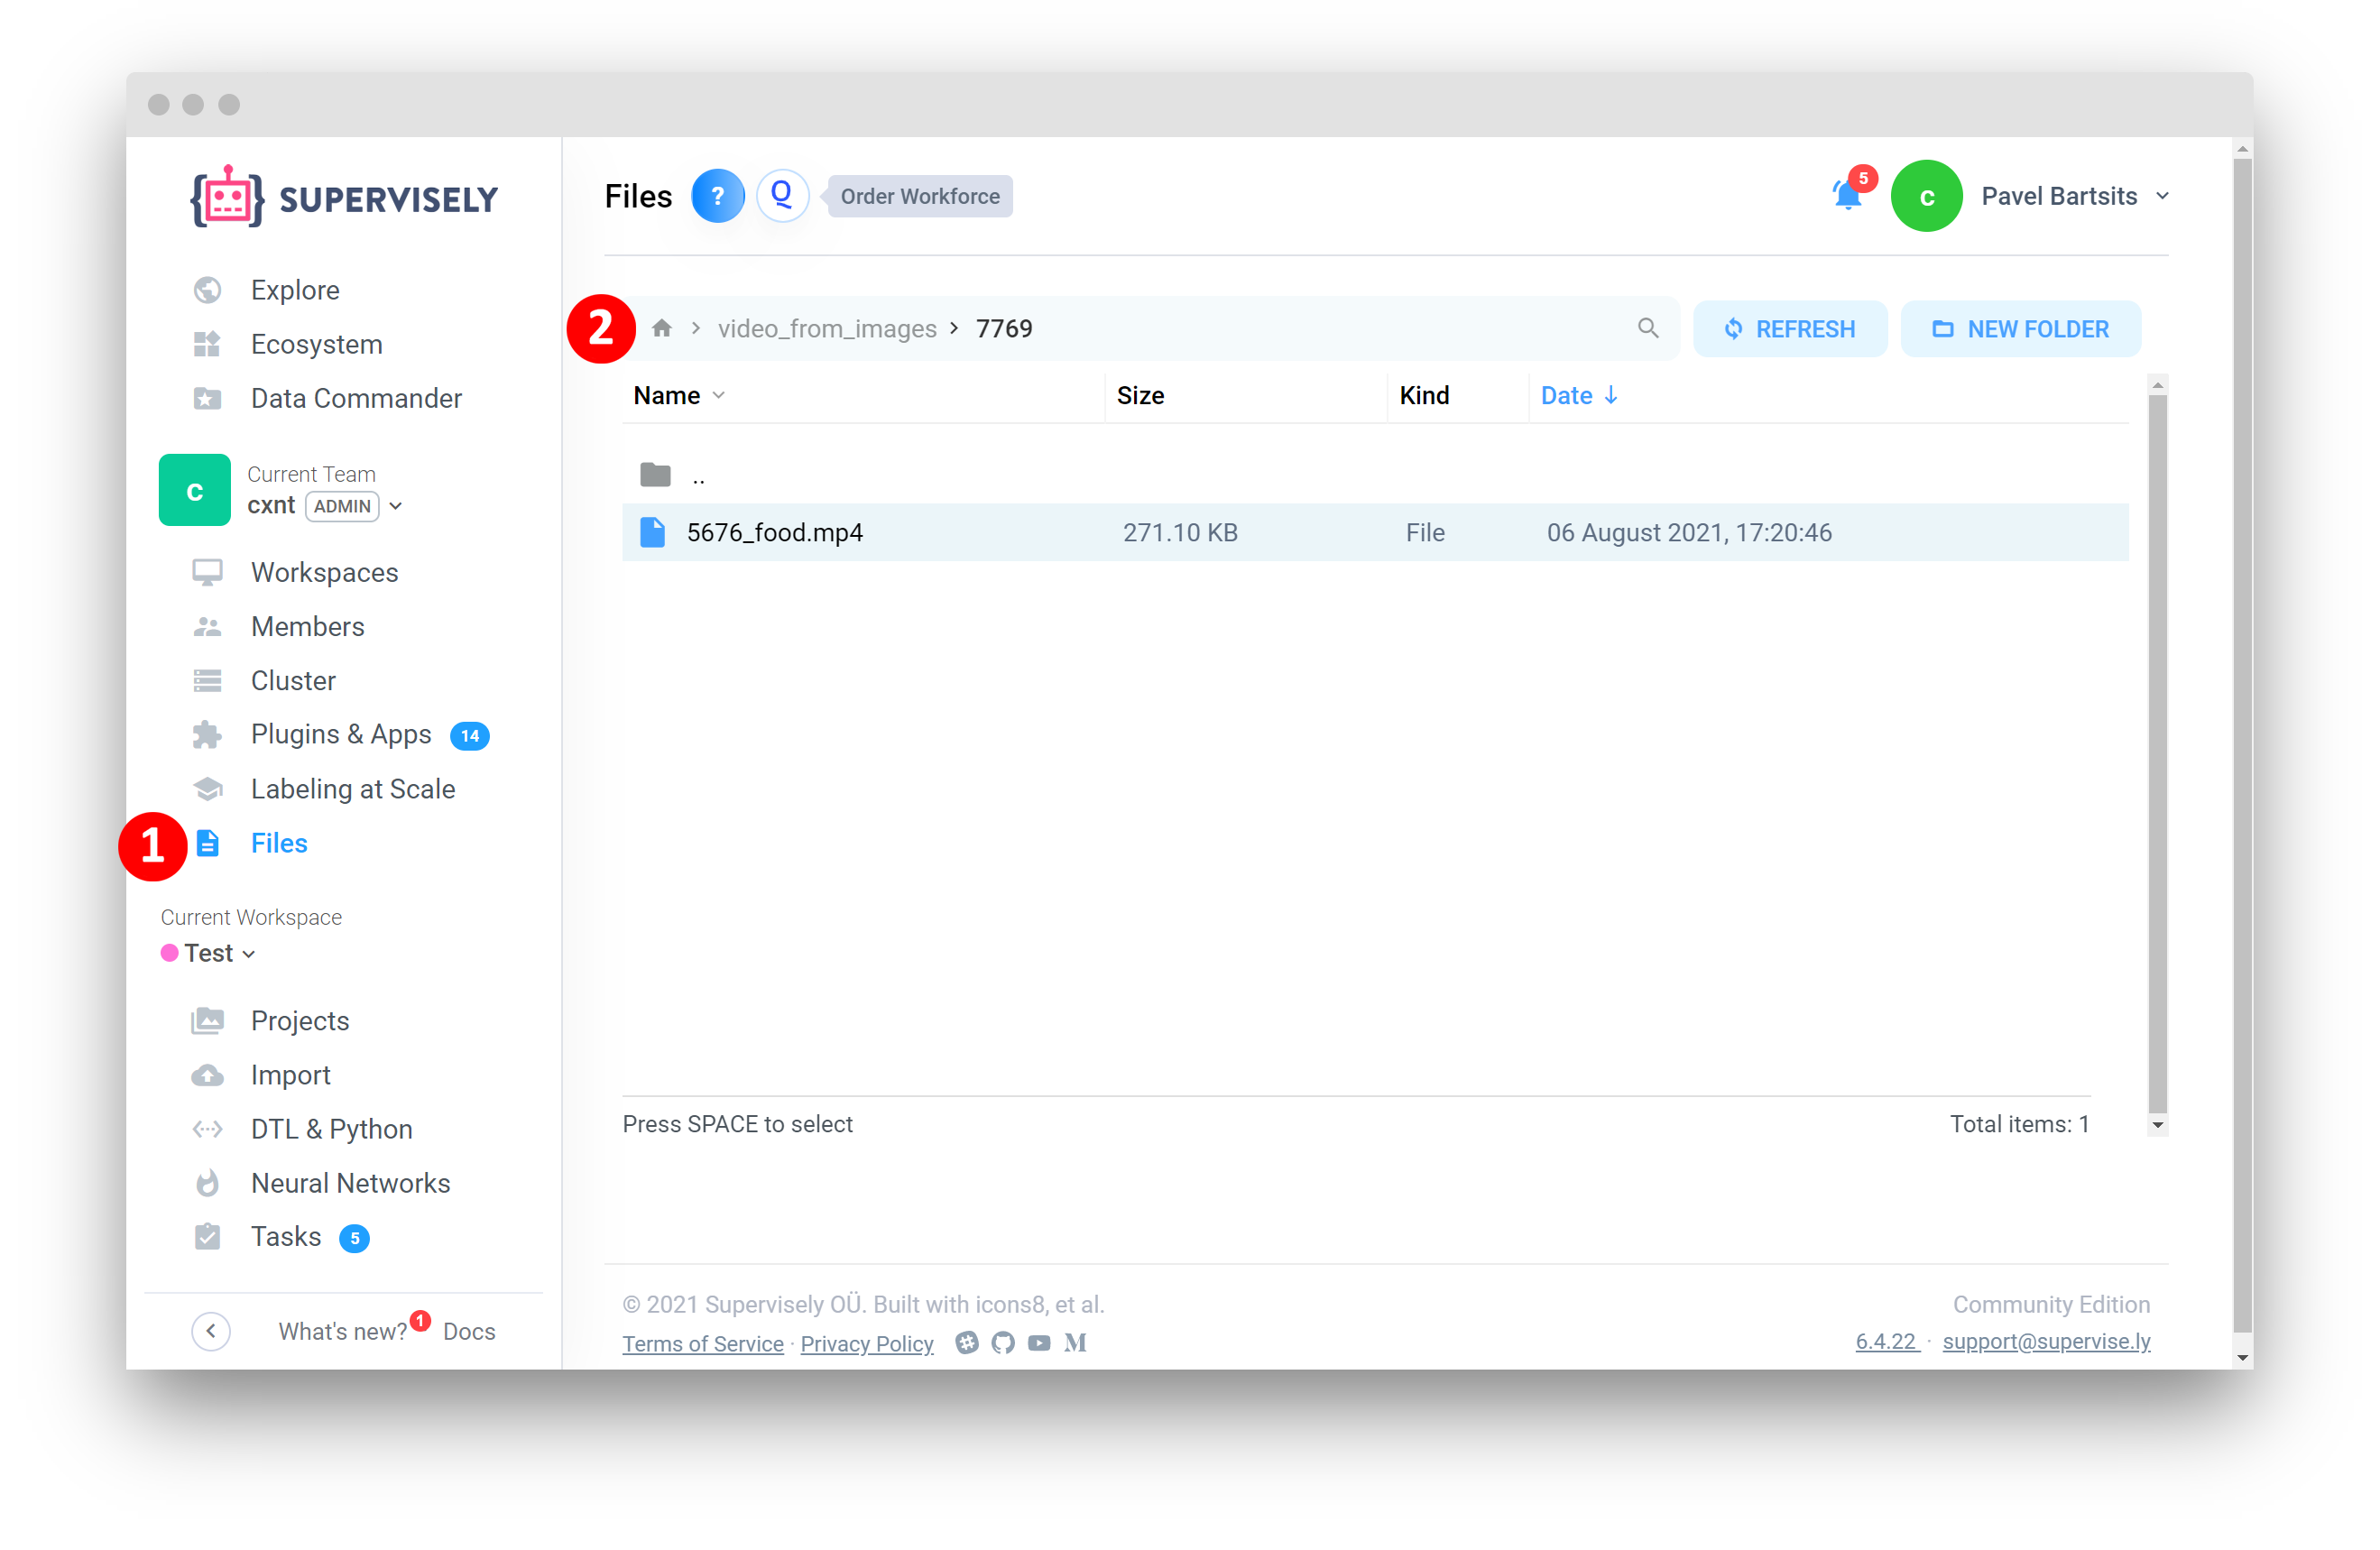 SUPERVISELY
Explore
Ecosystem
Data Commander
c
Current Team
cxnt ADMIN
Workspaces
Members
Cluster
Plugins & Apps 14
Labeling at Scale
1 Files
Current Workspace
Test
Projects
Import
DTL & Python
Neural Networks
Tasks 5
What's new? 1 Docs
Files ? Q Order Workforce
5 c Pavel Bartsits
2 > video_from_images > 7769
REFRESH NEW FOLDER
Name Size Kind Date ↓
..
5676_food.mp4 271.10 KB File 06 August 2021, 17:20:46
Press SPACE to select Total items: 1
© 2021 Supervisely OÜ. Built with icons8, et al. Community Edition
Terms of Service · Privacy Policy M 6.4.22 · support@supervise.ly